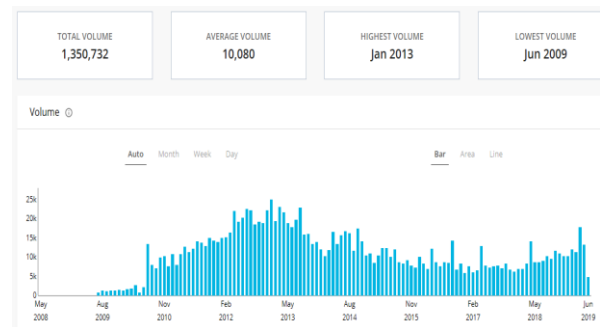 TOTAL VOLUME
1,350,732
AVERAGE VOLUME
10,080
HIGHEST VOLUME
Jan 2013
LOWEST VOLUME
Jun 2009
Volume
Auto Month Week Day
Bar Area Line
25k
20k
15k
10k
5k
0
May Aug Nov Feb May Aug Nov Feb May Jun
2008 2009 2010 2012 2013 2014 2015 2017 2018 2019